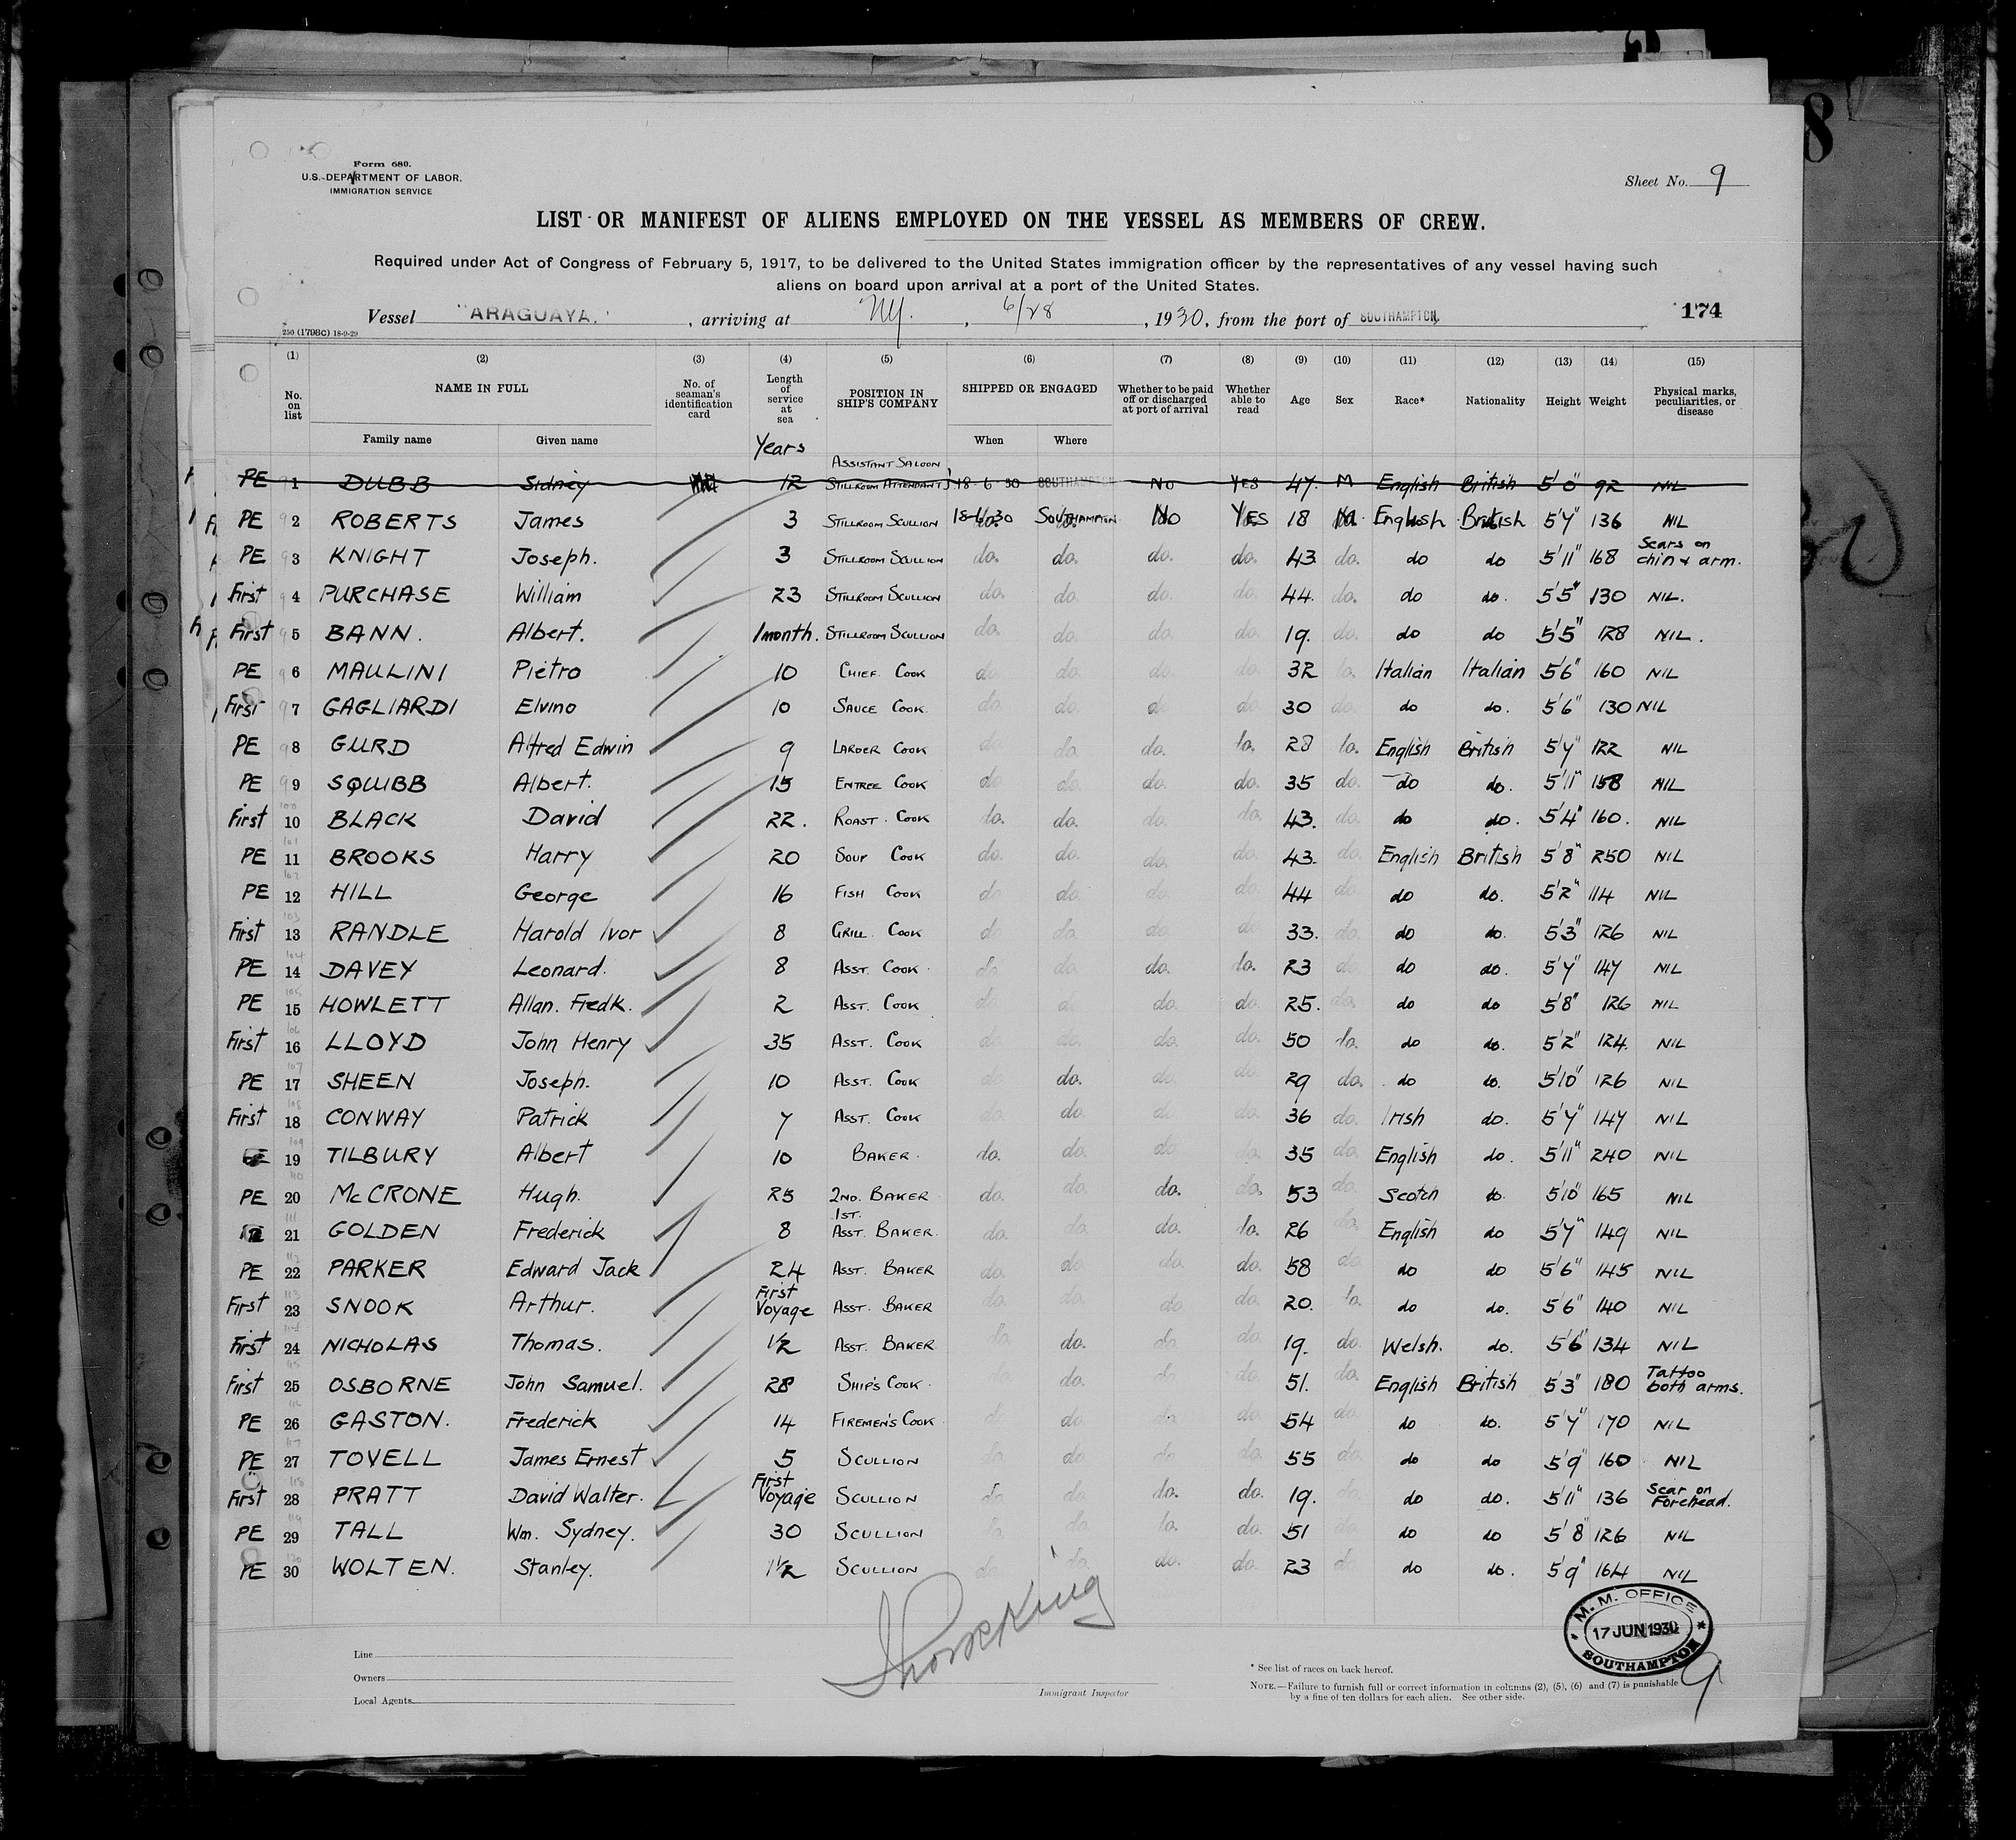 Form 680.
U.S. DEPARTMENT OF LABOR.
IMMIGRATION SERVICE
Sheet No. 9
LIST OR MANIFEST OF ALIENS EMPLOYED ON THE VESSEL AS MEMBERS OF CREW.
Required under Act of Congress of February 5, 1917, to be delivered to the United States immigration officer by the representatives of any vessel having such
aliens on board upon arrival at a port of the United States.
Vessel "ARAGUAYA." , arriving at NY. , 6/28 , 1930, from the port of SOUTHAMPTON. 174
250 (1798C) 18-9-29
(1) (2) (3) (4) (5) (6) (7) (8) (9) (10) (11) (12) (13) (14) (15)
No. on list NAME IN FULL Family name Given name No. of seaman's identification card Length of service at sea Years POSITION IN SHIP'S COMPANY SHIPPED OR ENGAGED When Where Whether to be paid off or discharged at port of arrival Whether able to read Age Sex Race* Nationality Height Weight Physical marks, peculiarities, or disease
PE 1 DUBB Sidney 12 ASSISTANT SALOON STILLROOM ATTENDANT 18-6-30 SOUTHAMPTON No YES 47. M English British 5'0" 92 NIL
PE 2 ROBERTS James 3 STILLROOM SCULLION 18-6-30 SOUTHAMPTON No YES 18 M English British 5'7" 136 NIL
PE 3 KNIGHT Joseph. 3 STILLROOM SCULLION do. do. do. do. 43 do. do do 5'11" 168 Scars on chin & arm.
First 4 PURCHASE William 23 STILLROOM SCULLION do. do. do. do. 44. do. do do. 5'5" 130 NIL.
First 5 BANN. Albert. 1 month. STILLROOM SCULLION do. do. do. do. 19. do. do do 5'5" 128 NIL.
PE 6 MAULINI Pietro 10 CHIEF COOK do. do. do. do. 32 do. Italian Italian 5'6" 160 NIL
First 7 GAGLIARDI Elvino 10 SAUCE COOK. do. do. do do. 30 do. do do. 5'6" 130 NIL
PE 8 GURD Alfred Edwin 9 LARDER COOK do do. do. do. 28 do. English British 5'7" 122 NIL
PE 9 SQUIBB Albert. 15 ENTREE COOK do do. do. do. 35 do. do do. 5'11" 158 NIL
First 10 BLACK David 22. ROAST COOK do. do. do. do. 43. do. do do. 5'4" 160. NIL
PE 11 BROOKS Harry 20 SOUP COOK do. do. do. do. 43. do. English British 5'8" 250 NIL
PE 12 HILL George 16 FISH COOK do do. do. do. 44 do do do. 5'2" 114 NIL
First 13 RANDLE Harold Ivor 8 GRILL COOK do do. do. do. 33. do. do do. 5'3" 126 NIL
PE 14 DAVEY Leonard. 8 ASST. COOK. do. do. do. do. 23 do do do. 5'7" 147 NIL
PE 15 HOWLETT Allan. Fredk. 2 ASST. COOK do. do. do. do. 25. do. do do 5'8" 126 NIL
First 16 LLOYD John Henry 35 ASST. COOK do do. do. do. 50 do. do do. 5'2" 124. NIL
PE 17 SHEEN Joseph. 10 ASST. COOK do do. do. do. 29 do. do do. 5'10" 126 NIL
First 18 CONWAY Patrick 7 ASST. COOK do do. do. do. 36 do. Irish do. 5'7" 147 NIL
19 TILBURY Albert 10 BAKER. do. do. do. do. 35 do. English do. 5'11" 240 NIL
PE 20 McCRONE Hugh. 25 2ND. BAKER do. do. do. do. 53 do. Scotch do. 5'10" 165 NIL
21 GOLDEN Frederick 8 1ST. ASST. BAKER. do. do. do. do. 26 do. English do 5'7" 149 NIL
PE 22 PARKER Edward Jack 24 ASST. BAKER do. do. do. do. 58 do do do 5'6" 145 NIL
First 23 SNOOK Arthur. First Voyage ASST. BAKER do. do. do. do. 20. do. do do. 5'6" 140 NIL
First 24 NICHOLAS Thomas. 1/2 ASST. BAKER do. do. do. do. 19. do. Welsh. do. 5'6" 134 NIL
First 25 OSBORNE John Samuel. 28 SHIP'S COOK. do. do. do. do. 51. do. English British 5'3" 180 Tattoo both arms.
PE 26 GASTON. Frederick 14 FIREMEN'S COOK do. do. do. do. 54 do. do do. 5'7" 170 NIL
PE 27 TOVELL James Ernest 5 SCULLION do. do. do. do. 55 do. do do 5'9" 160 NIL
First 28 PRATT David Walter. First Voyage SCULLION do. do do. do. 19. do. do do. 5'11" 136 Scar on Forehead.
PE 29 TALL Wm. Sydney. 30 SCULLION do. do. do. do. 51 do. do do 5'8" 126 NIL
PE 30 WOLTEN. Stanley. 1 1/2 SCULLION do. do. do. do. 23 do do do. 5'9" 164 NIL
M.M. OFFICE
17 JUN 1930
SOUTHAMPTON
Line
Owners
Local Agents
Immigrant Inspector
* See list of races on back hereof.
NOTE.—Failure to furnish full or correct information in columns (2), (5), (6) and (7) is punishable
by a fine of ten dollars for each alien. See other side.
9